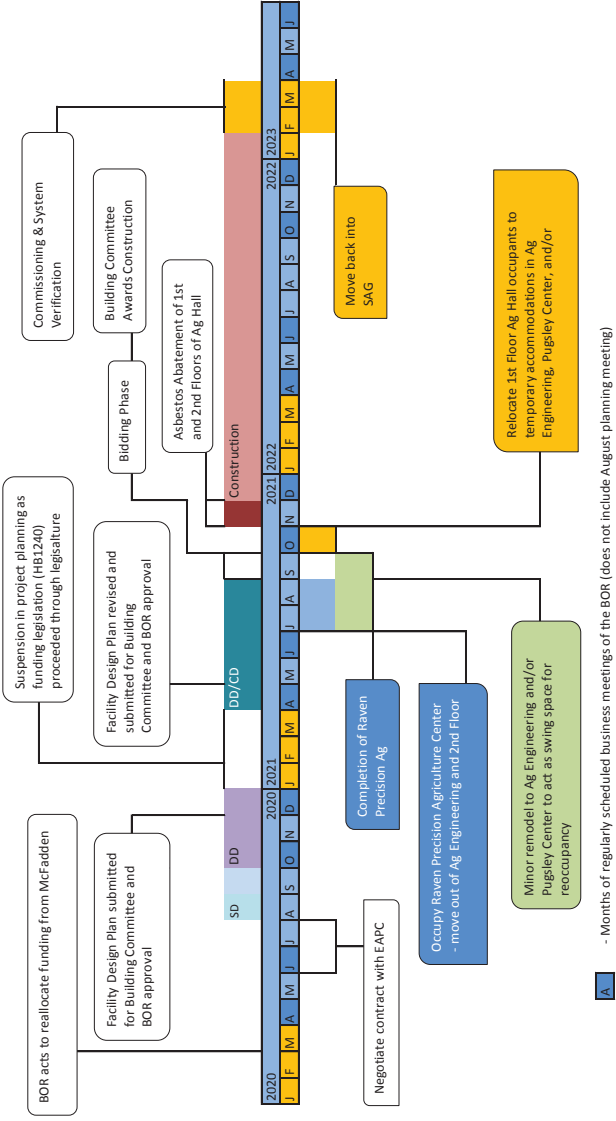 BOR acts to reallocate funding from McFadden
Suspension in project planning as
funding legislation (HB1240)
proceeded through legisalture
Commissioning & System
Verification
Facility Design Plan submitted
for Building Committee and
BOR approval
Facility Design Plan revised and
submitted for Building
Committee and BOR approval
Bidding Phase
Building Committee
Awards Construction
Asbestos Abatement of 1st
and 2nd Floors of Ag Hall
SD
DD
DD/CD
Construction
2020 2020 2021 2021 2022 2022 2023
J F M A M J J A S O N D J F M A M J J A S O N D J F M A M J J A S O N D J F M A M J
Negotiate contract with EAPC
Completion of Raven
Precision Ag
Move back into
SAG
Occupy Raven Precision Agriculture Center
- move out of Ag Engineering and 2nd Floor
Minor remodel to Ag Engineering and/or
Pugsley Center to act as swing space for
reoccupancy
Relocate 1st Floor Ag Hall occupants to
temporary accommodations in Ag
Engineering, Pugsley Center, and/or
A - Months of regularly scheduled business meetings of the BOR (does not include August planning meeting)